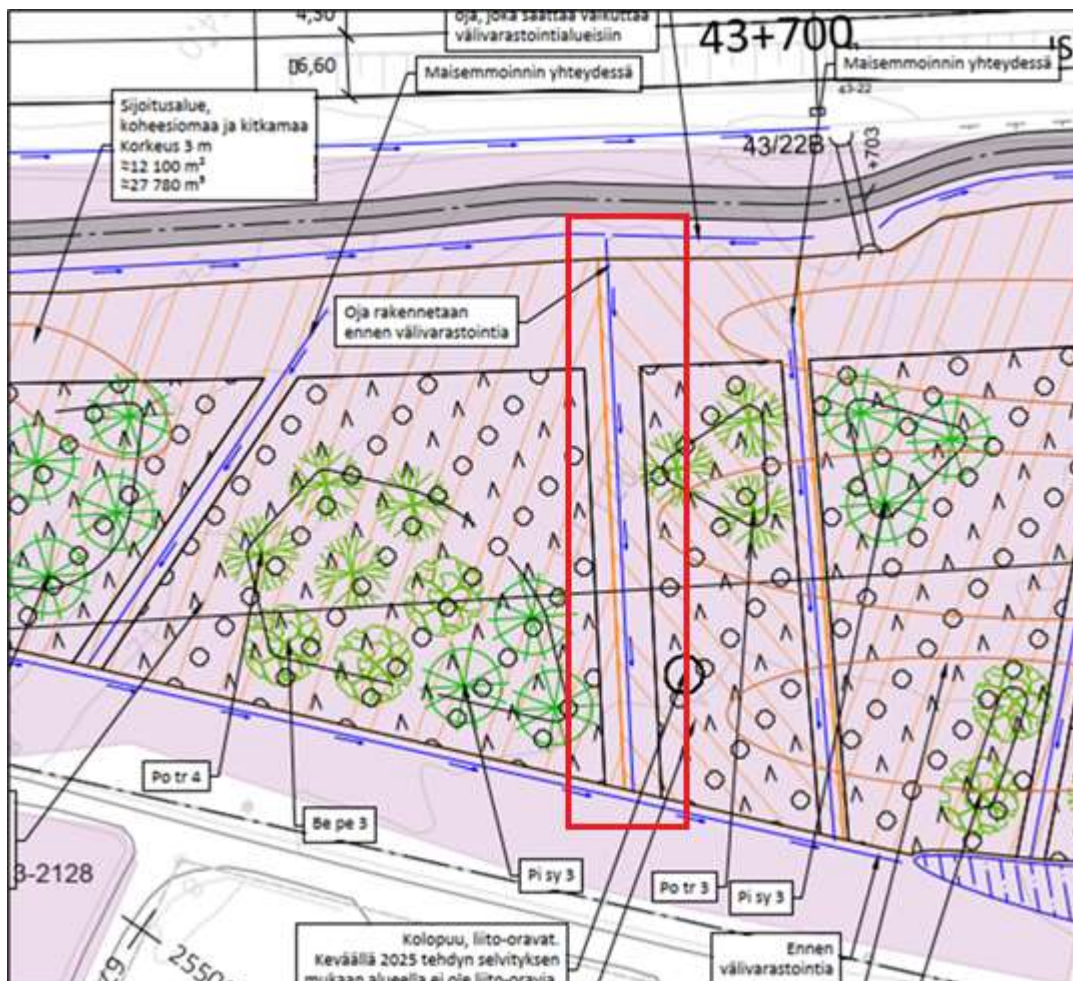 4,30
oja, joka saattaa vaikuttaa
välivarastointialueisiin
43+700
6,60
Maisemmoinnin yhteydessä
Maisemmoinnin yhteydessä
43-22
Sijoitusalue,
koheesiomaa ja kitkamaa
Korkeus 3 m
≈12 100 m²
≈27 780 m³
43/22B
+703
Oja rakennetaan
ennen välivarastointia
Po tr 4
Be pe 3
Pi sy 3
Po tr 3
Pi sy 3
3-2128
2550
Kolopuu, liito-oravat.
Keväällä 2025 tehdyn selvityksen
mukaan alueella ei ole liito-oravia.
Ennen
välivarastointia